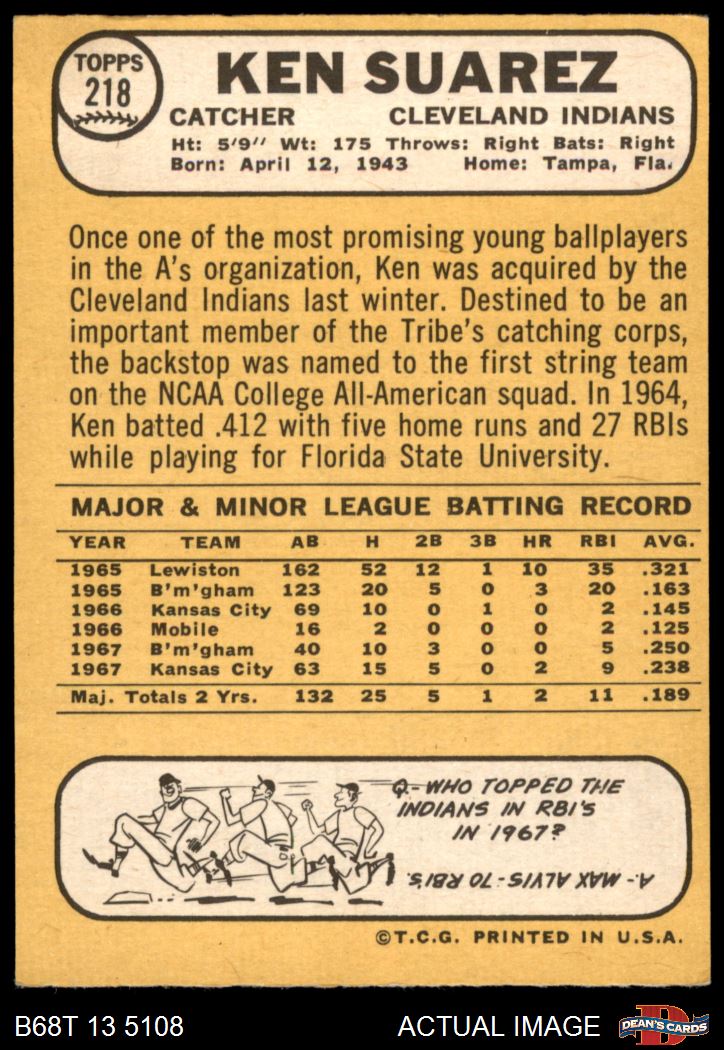 TOPPS
218
KEN SUAREZ
CATCHER CLEVELAND INDIANS
Ht: 5'9" Wt: 175 Throws: Right Bats: Right
Born: April 12, 1943 Home: Tampa, Fla.
Once one of the most promising young ballplayers
in the A's organization, Ken was acquired by the
Cleveland Indians last winter. Destined to be an
important member of the Tribe's catching corps,
the backstop was named to the first string team
on the NCAA College All-American squad. In 1964,
Ken batted .412 with five home runs and 27 RBIs
while playing for Florida State University.
MAJOR & MINOR LEAGUE BATTING RECORD
YEAR TEAM AB H 2B 3B HR RBI AVG.
1965 Lewiston 162 52 12 1 10 35 .321
1965 B'm'gham 123 20 5 0 3 20 .163
1966 Kansas City 69 10 0 1 0 2 .145
1966 Mobile 16 2 0 0 0 2 .125
1967 B'm'gham 40 10 3 0 0 5 .250
1967 Kansas City 63 15 5 0 2 9 .238
Maj. Totals 2 Yrs. 132 25 5 1 2 11 .189
Q-WHO TOPPED THE
INDIANS IN RBI'S
IN 1967?
A- MAX ALVIS-70 RBI'S.
©T.C.G. PRINTED IN U.S.A.
B68T 13 5108 ACTUAL IMAGE
D
DEAN'S CARDS